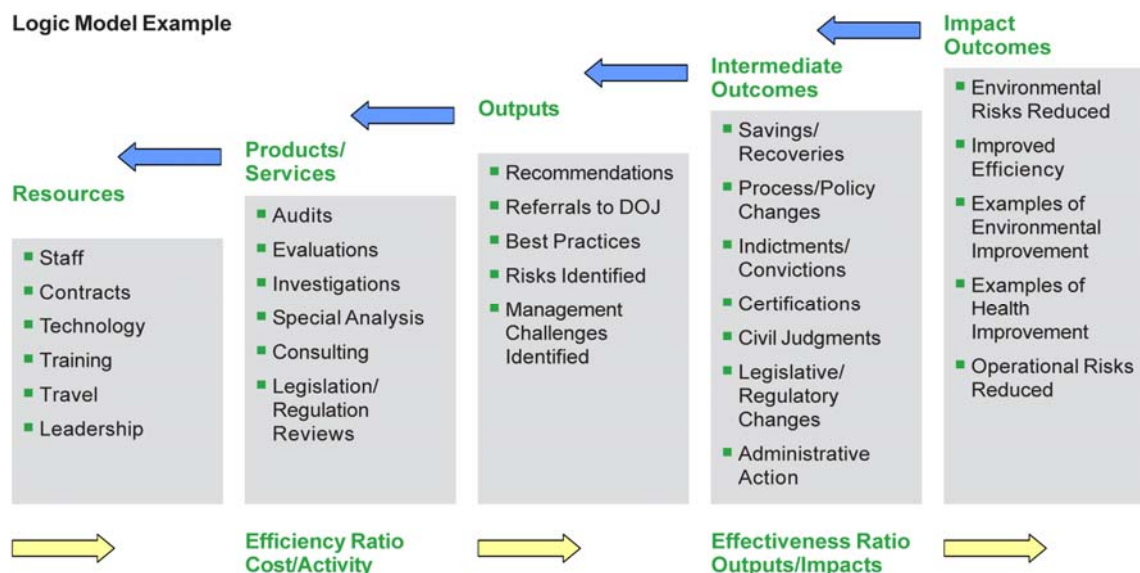 Logic Model Example
Resources
Staff
Contracts
Technology
Training
Travel
Leadership
Products/
Services
Audits
Evaluations
Investigations
Special Analysis
Consulting
Legislation/
Regulation
Reviews
Outputs
Recommendations
Referrals to DOJ
Best Practices
Risks Identified
Management
Challenges
Identified
Intermediate
Outcomes
Savings/
Recoveries
Process/Policy
Changes
Indictments/
Convictions
Certifications
Civil Judgments
Legislative/
Regulatory
Changes
Administrative
Action
Impact
Outcomes
Environmental
Risks Reduced
Improved
Efficiency
Examples of
Environmental
Improvement
Examples of
Health
Improvement
Operational Risks
Reduced
Efficiency Ratio
Cost/Activity
Effectiveness Ratio
Outputs/Impacts